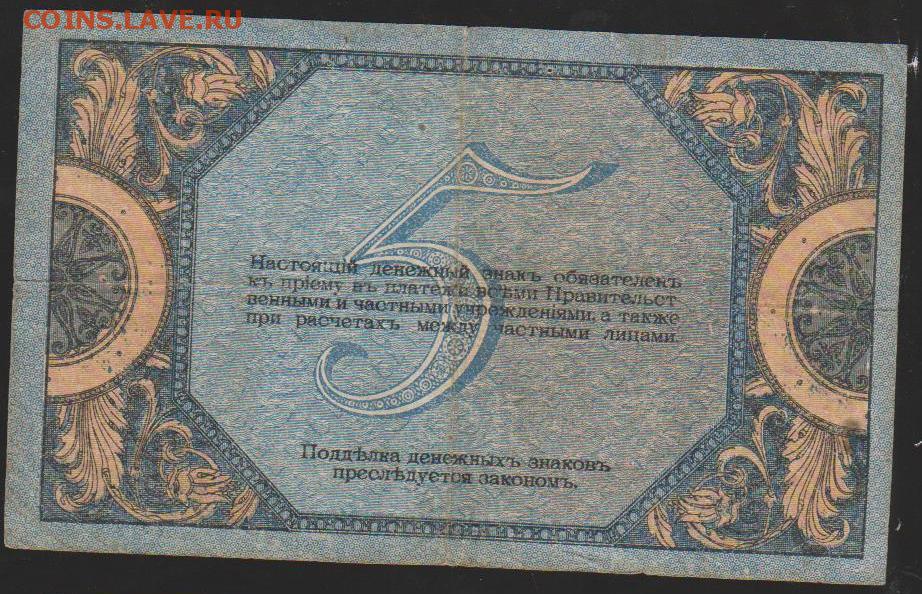 COINS.LAVE.RU
5
Настоящій денежный знакъ обязателенъ
къ пріему въ платежи всѣми Правительст
венными и частными учрежденіями, а также
при расчетахъ между частными лицами.
Поддѣлка денежныхъ знаковъ
преслѣдуется закономъ.